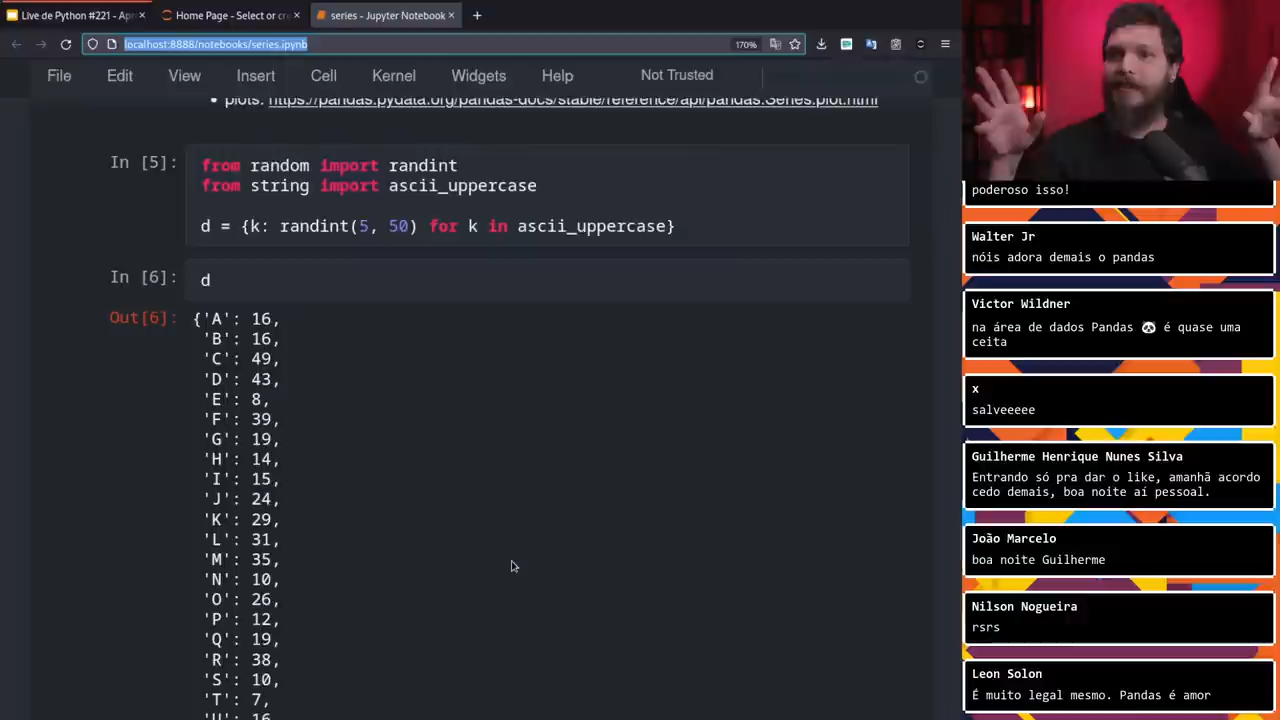 Live de Python #221 - Apr
Home Page - Select or cre
series - Jupyter Notebook
localhost:8888/notebooks/series.ipynb
170%
File Edit View Insert Cell Kernel Widgets Help Not Trusted
plots: https://pandas.pydata.org/pandas-docs/stable/reference/api/pandas.Series.plot.html
In [5]:
from random import randint
from string import ascii_uppercase
d = {k: randint(5, 50) for k in ascii_uppercase}
In [6]:
d
Out[6]:
{'A': 16,
'B': 16,
'C': 49,
'D': 43,
'E': 8,
'F': 39,
'G': 19,
'H': 14,
'I': 15,
'J': 24,
'K': 29,
'L': 31,
'M': 35,
'N': 10,
'O': 26,
'P': 12,
'Q': 19,
'R': 38,
'S': 10,
'T': 7,
'U': 16
poderoso isso!
Walter Jr
nóis adora demais o pandas
Victor Wildner
na área de dados Pandas 🐼 é quase uma
ceita
x
salveeeee
Guilherme Henrique Nunes Silva
Entrando só pra dar o like, amanhã acordo
cedo demais, boa noite aí pessoal.
João Marcelo
boa noite Guilherme
Nilson Nogueira
rsrs
Leon Solon
É muito legal mesmo. Pandas é amor